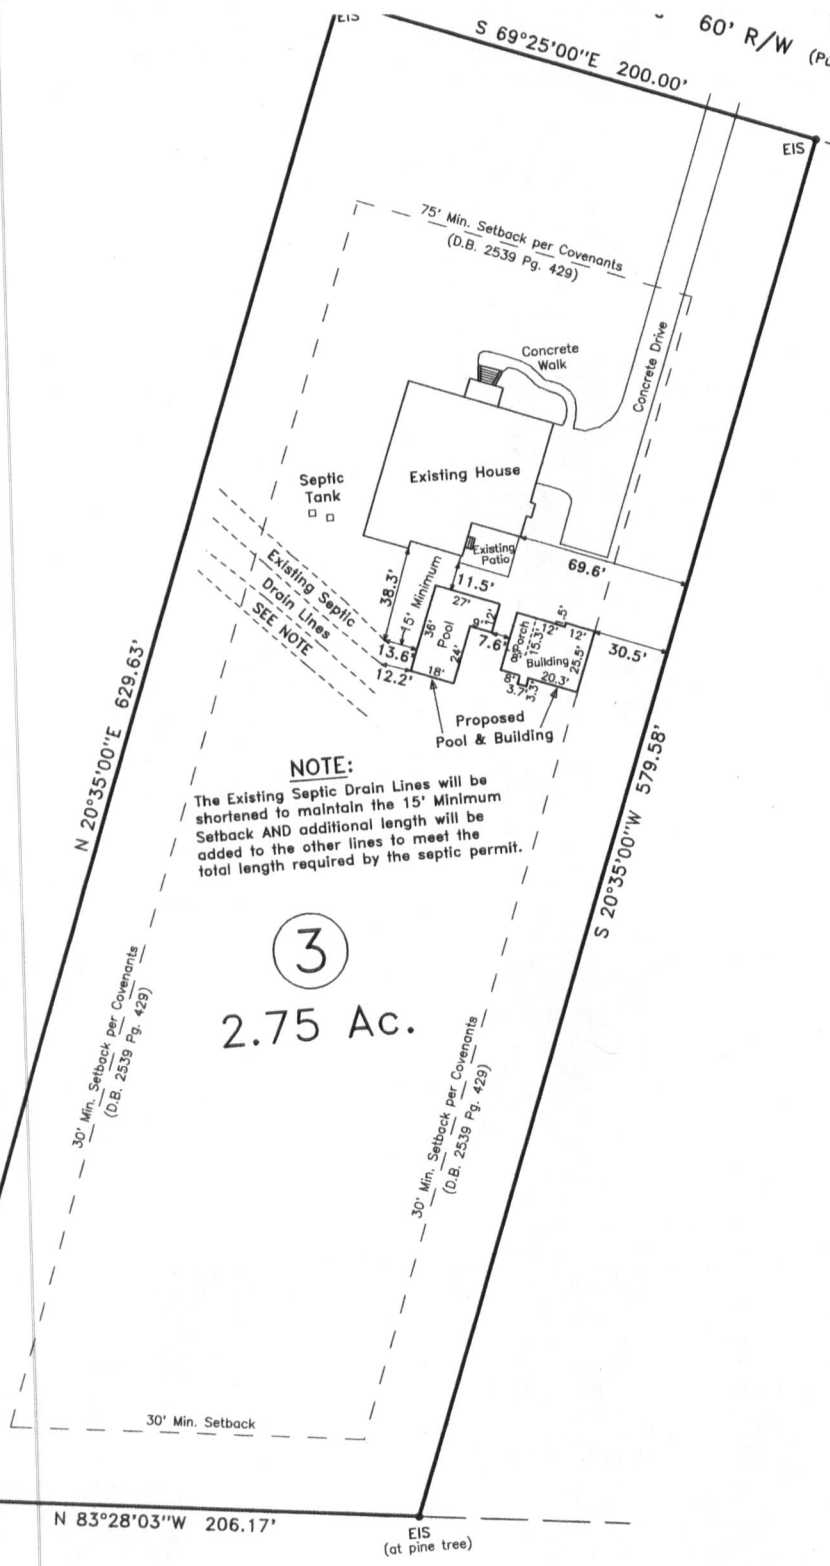 EIS
S 69°25'00"E 200.00'
60' R/W
EIS
75' Min. Setback per Covenants
(D.B. 2539 Pg. 429)
Concrete
Walk
Concrete Drive
Existing House
Septic
Tank
Existing
Patio
69.6'
Existing Septic
Drain Lines
SEE NOTE
38.3'
15' Minimum
11.5'
27'
12'
9'
36'
Pool
24'
18'
13.6'
12.2'
7.6'
Porch
8'
15.3'
12'
.5'
12'
Building
25.5'
20.3'
8'
3.7'
3.3'
30.5'
Proposed
Pool & Building
N 20°35'00"E 629.63'
S 20°35'00"W 579.58'
NOTE:
The Existing Septic Drain Lines will be
shortened to maintain the 15' Minimum
Setback AND additional length will be
added to the other lines to meet the
total length required by the septic permit.
3
2.75 Ac.
30' Min. Setback per Covenants
(D.B. 2539 Pg. 429)
30' Min. Setback per Covenants
(D.B. 2539 Pg. 429)
30' Min. Setback
N 83°28'03"W 206.17'
EIS
(at pine tree)